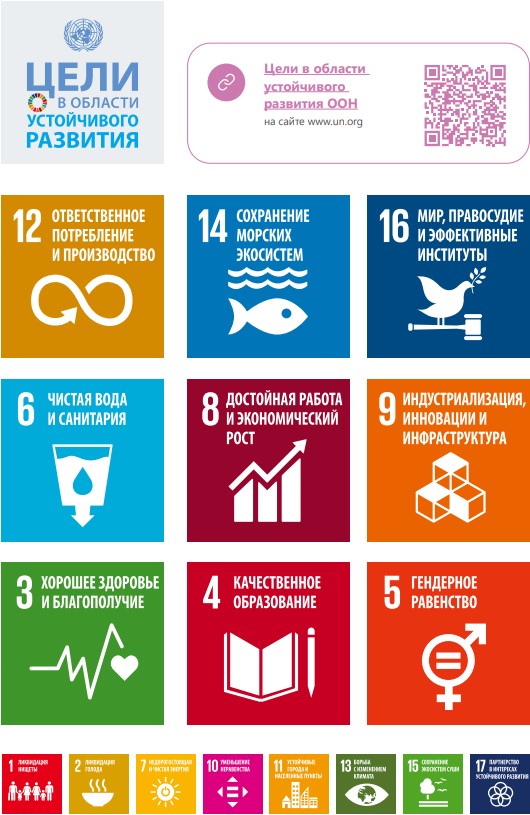 ЦЕЛИ
В ОБЛАСТИ
УСТОЙЧИВОГО
РАЗВИТИЯ
Цели в области
устойчивого
развития ООН
на сайте www.un.org
12 ОТВЕТСТВЕННОЕ
ПОТРЕБЛЕНИЕ
И ПРОИЗВОДСТВО
14 СОХРАНЕНИЕ
МОРСКИХ
ЭКОСИСТЕМ
16 МИР, ПРАВОСУДИЕ
И ЭФФЕКТИВНЫЕ
ИНСТИТУТЫ
6 ЧИСТАЯ ВОДА
И САНИТАРИЯ
8 ДОСТОЙНАЯ РАБОТА
И ЭКОНОМИЧЕСКИЙ
РОСТ
9 ИНДУСТРИАЛИЗАЦИЯ,
ИННОВАЦИИ И
ИНФРАСТРУКТУРА
3 ХОРОШЕЕ ЗДОРОВЬЕ
И БЛАГОПОЛУЧИЕ
4 КАЧЕСТВЕННОЕ
ОБРАЗОВАНИЕ
5 ГЕНДЕРНОЕ
РАВЕНСТВО
1 ЛИКВИДАЦИЯ
НИЩЕТЫ
2 ЛИКВИДАЦИЯ
ГОЛОДА
7 НЕДОРОГОСТОЯЩАЯ
И ЧИСТАЯ ЭНЕРГИЯ
10 УМЕНЬШЕНИЕ
НЕРАВЕНСТВА
11 УСТОЙЧИВЫЕ
ГОРОДА И
НАСЕЛЕННЫЕ ПУНКТЫ
13 БОРЬБА
С ИЗМЕНЕНИЕМ
КЛИМАТА
15 СОХРАНЕНИЕ
ЭКОСИСТЕМ СУШИ
17 ПАРТНЕРСТВО
В ИНТЕРЕСАХ
УСТОЙЧИВОГО РАЗВИТИЯ